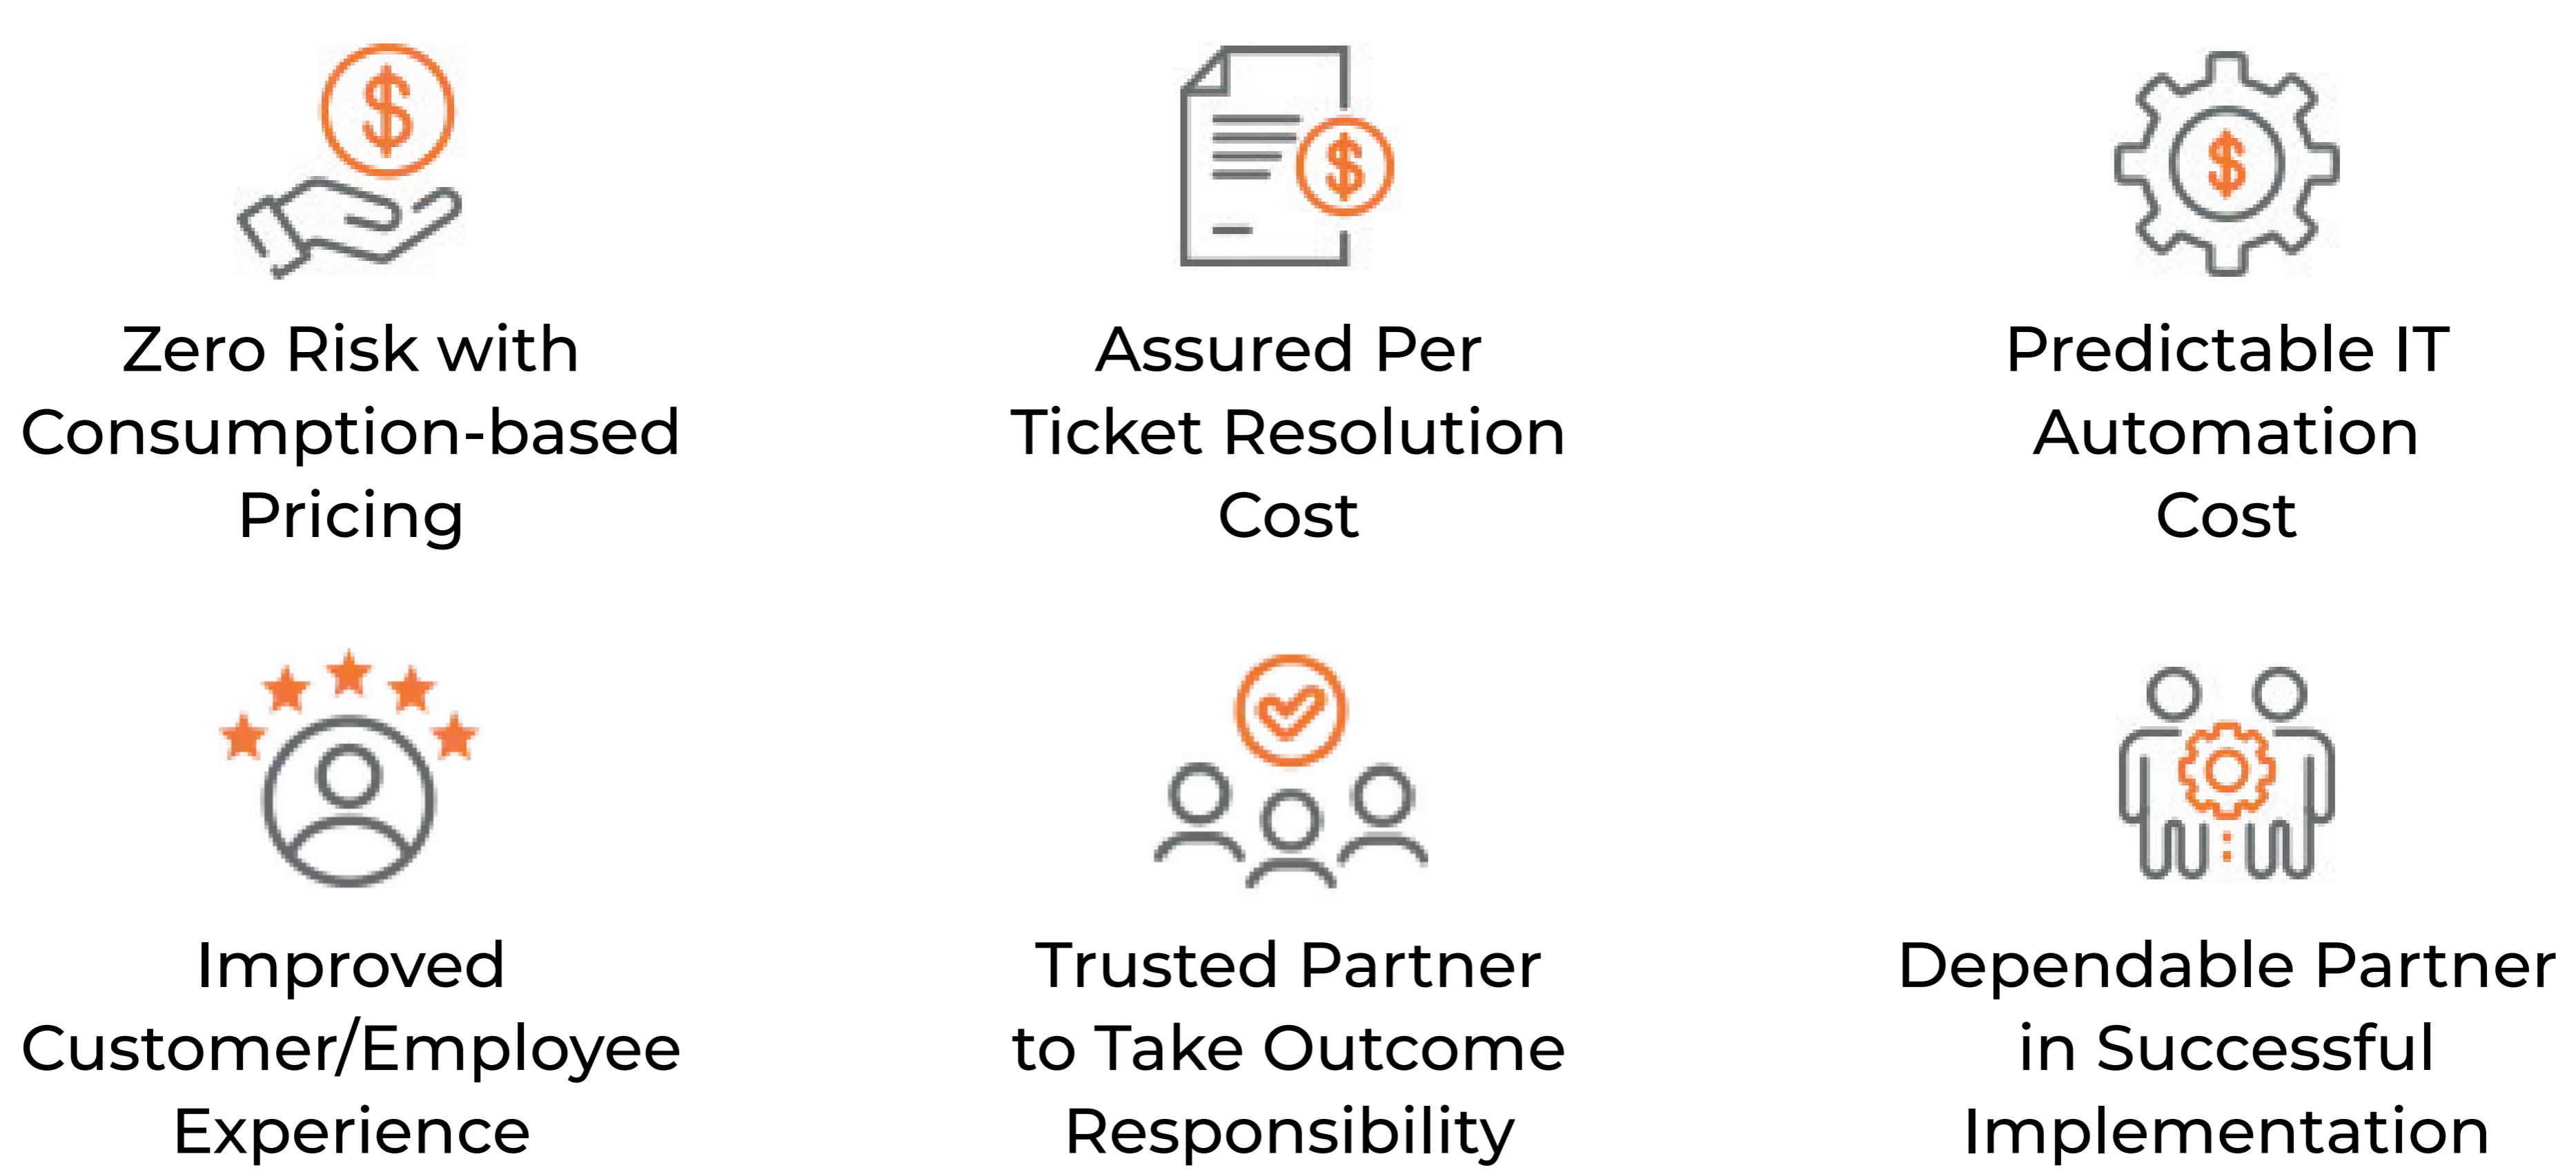 Zero Risk with
Consumption-based
Pricing
Assured Per
Ticket Resolution
Cost
Predictable IT
Automation
Cost
Improved
Customer/Employee
Experience
Trusted Partner
to Take Outcome
Responsibility
Dependable Partner
in Successful
Implementation